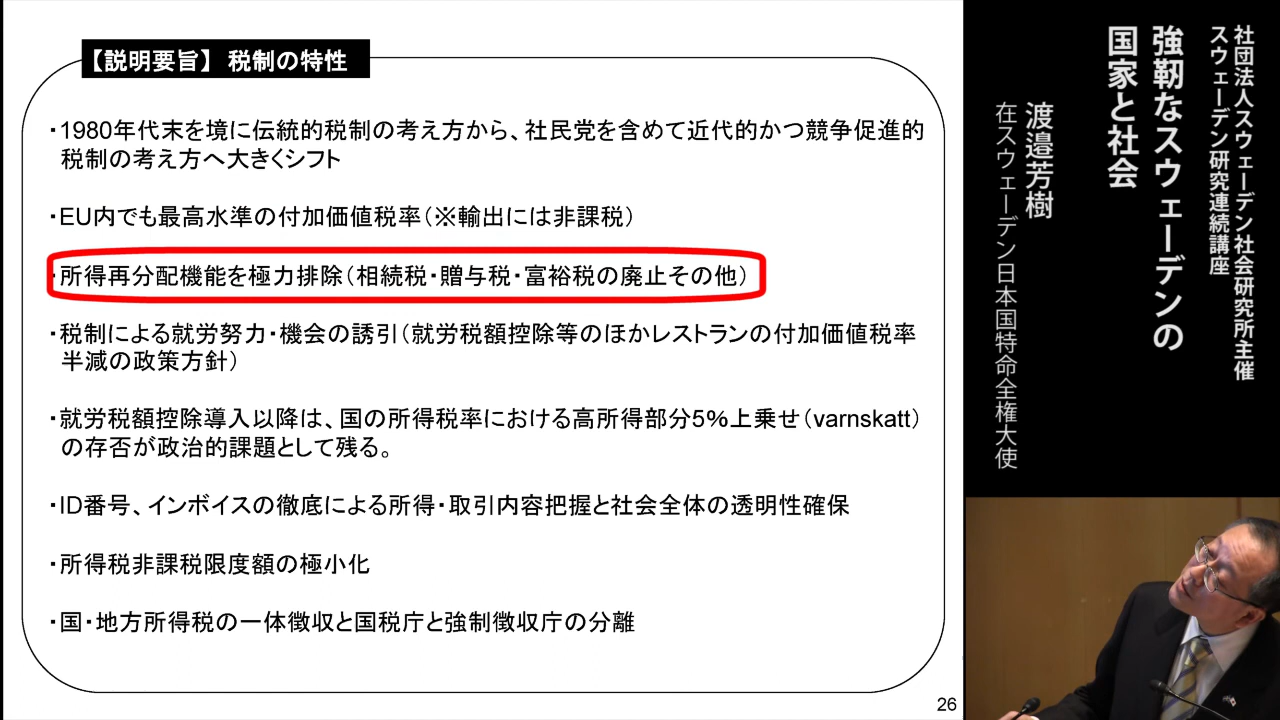 【説明要旨】 税制の特性
・1980年代末を境に伝統的税制の考え方から、社民党を含めて近代的かつ競争促進的
税制の考え方へ大きくシフト
・EU内でも最高水準の付加価値税率(※輸出には非課税)
・所得再分配機能を極力排除(相続税・贈与税・富裕税の廃止その他)
・税制による就労努力・機会の誘引(就労税額控除等のほかレストランの付加価値税率
半減の政策方針)
・就労税額控除導入以降は、国の所得税率における高所得部分5%上乗せ(varnskatt)
の存否が政治的課題として残る。
・ID番号、インボイスの徹底による所得・取引内容把握と社会全体の透明性確保
・所得税非課税限度額の極小化
・国・地方所得税の一体徴収と国税庁と強制徴収庁の分離
26
社団法人スウェーデン社会研究所主催
スウェーデン研究連続講座
強靭なスウェーデンの
国家と社会
渡邉芳樹
在スウェーデン日本国特命全権大使